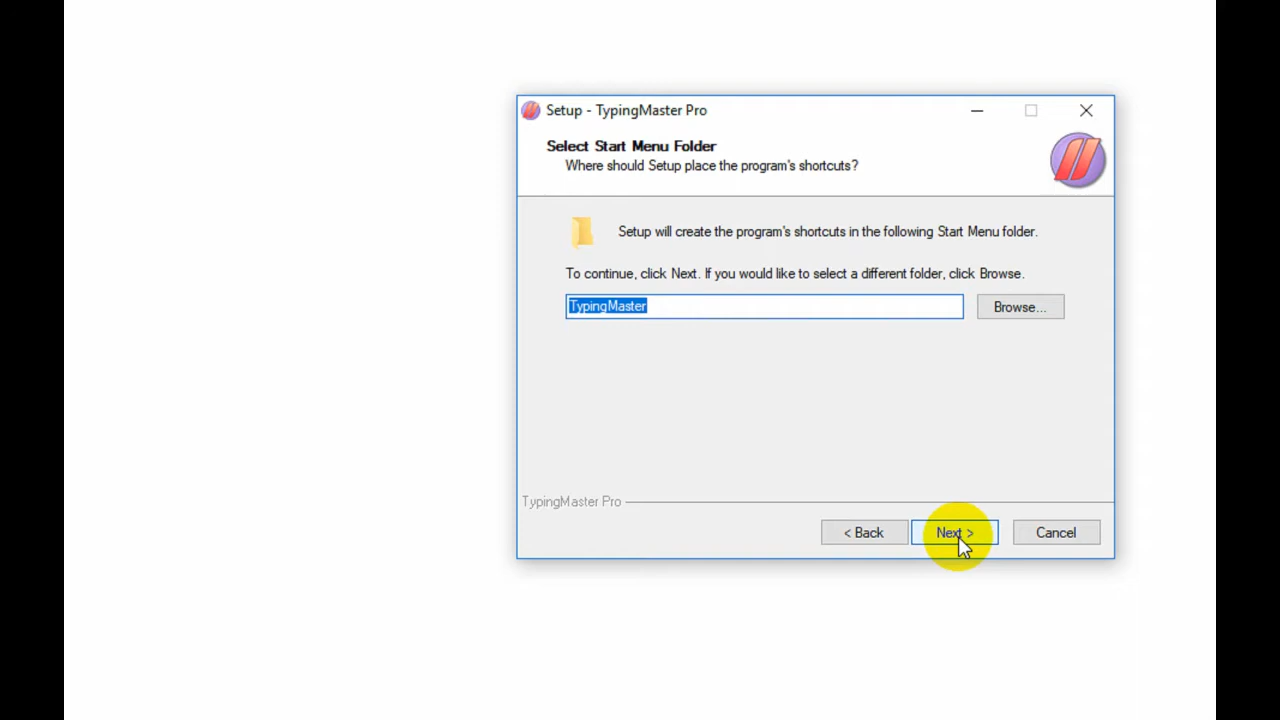 Setup - TypingMaster Pro
Select Start Menu Folder
Where should Setup place the program's shortcuts?
Setup will create the program's shortcuts in the following Start Menu folder.
To continue, click Next. If you would like to select a different folder, click Browse.
TypingMaster
Browse...
TypingMaster Pro
< Back
Next >
Cancel